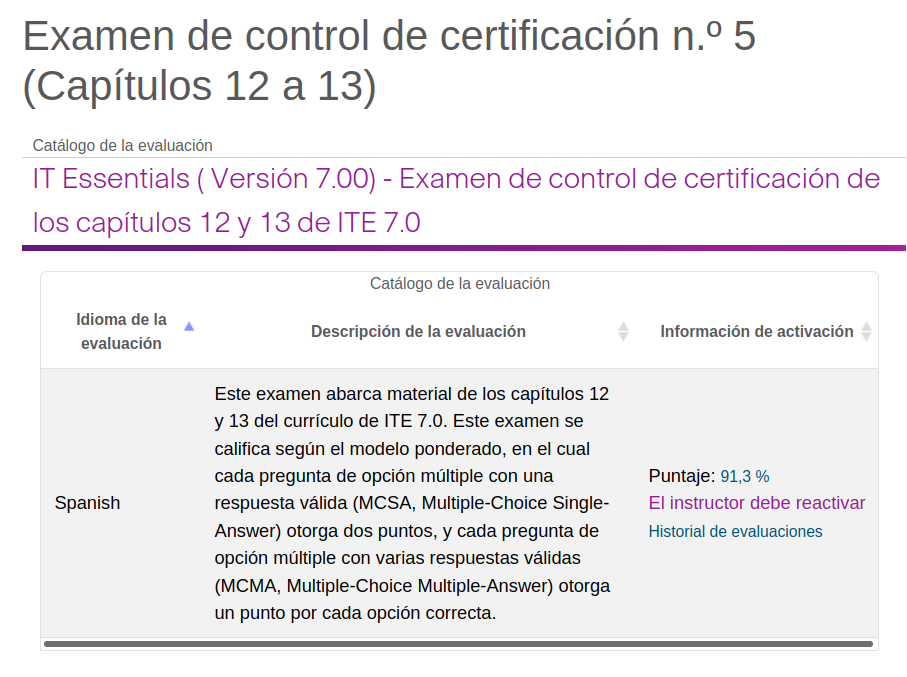 Examen de control de certificación n.º 5
(Capítulos 12 a 13)
Catálogo de la evaluación
IT Essentials ( Versión 7.00) - Examen de control de certificación de
los capítulos 12 y 13 de ITE 7.0
Catálogo de la evaluación
Idioma de la
evaluación
Descripción de la evaluación
Información de activación
Spanish
Este examen abarca material de los capítulos 12
y 13 del currículo de ITE 7.0. Este examen se
califica según el modelo ponderado, en el cual
cada pregunta de opción múltiple con una
respuesta válida (MCSA, Multiple-Choice Single-
Answer) otorga dos puntos, y cada pregunta de
opción múltiple con varias respuestas válidas
(MCMA, Multiple-Choice Multiple-Answer) otorga
un punto por cada opción correcta.
Puntaje: 91,3 %
El instructor debe reactivar
Historial de evaluaciones